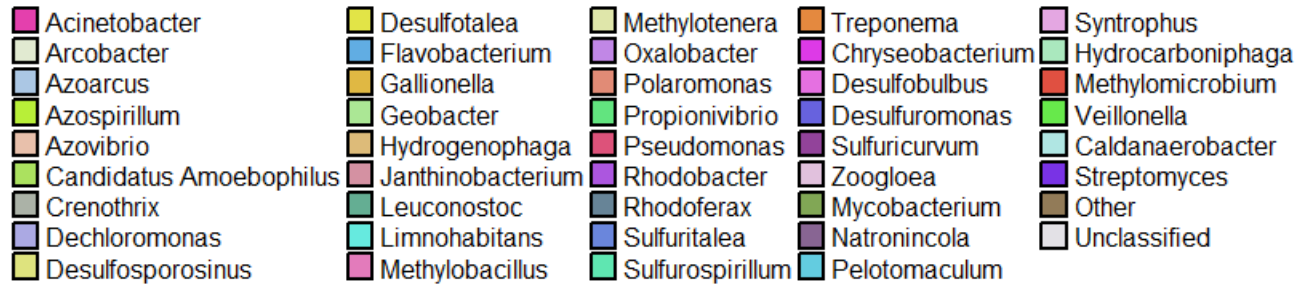 Acinetobacter
Arcobacter
Azoarcus
Azospirillum
Azovibrio
Candidatus Amoebophilus
Crenothrix
Dechloromonas
Desulfosporosinus
Desulfotalea
Flavobacterium
Gallionella
Geobacter
Hydrogenophaga
Janthinobacterium
Leuconostoc
Limnohabitans
Methylobacillus
Methylotenera
Oxalobacter
Polaromonas
Propionivibrio
Pseudomonas
Rhodobacter
Rhodoferax
Sulfuritalea
Sulfurospirillum
Treponema
Chryseobacterium
Desulfobulbus
Desulfuromonas
Sulfuricurvum
Zoogloea
Mycobacterium
Natronincola
Pelotomaculum
Syntrophus
Hydrocarboniphaga
Methylomicrobium
Veillonella
Caldanaerobacter
Streptomyces
Other
Unclassified